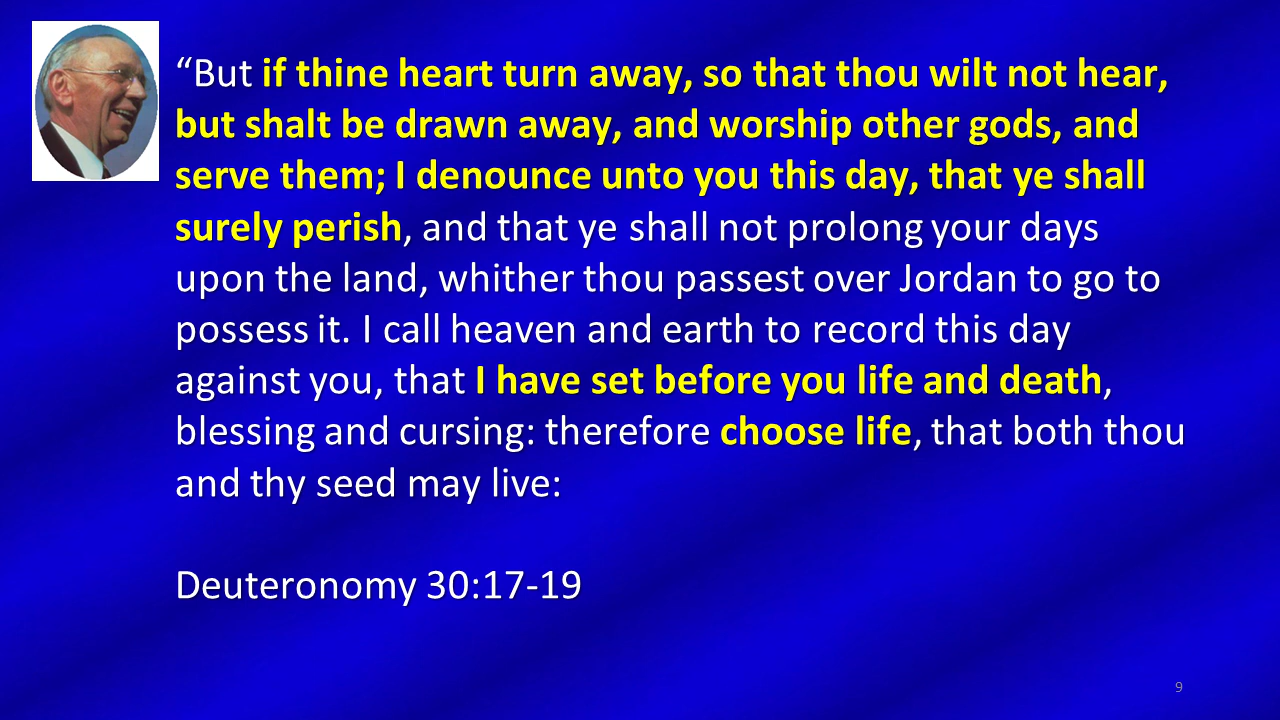 “But if thine heart turn away, so that thou wilt not hear,
but shalt be drawn away, and worship other gods, and
serve them; I denounce unto you this day, that ye shall
surely perish, and that ye shall not prolong your days
upon the land, whither thou passest over Jordan to go to
possess it. I call heaven and earth to record this day
against you, that I have set before you life and death,
blessing and cursing: therefore choose life, that both thou
and thy seed may live:
Deuteronomy 30:17-19
9